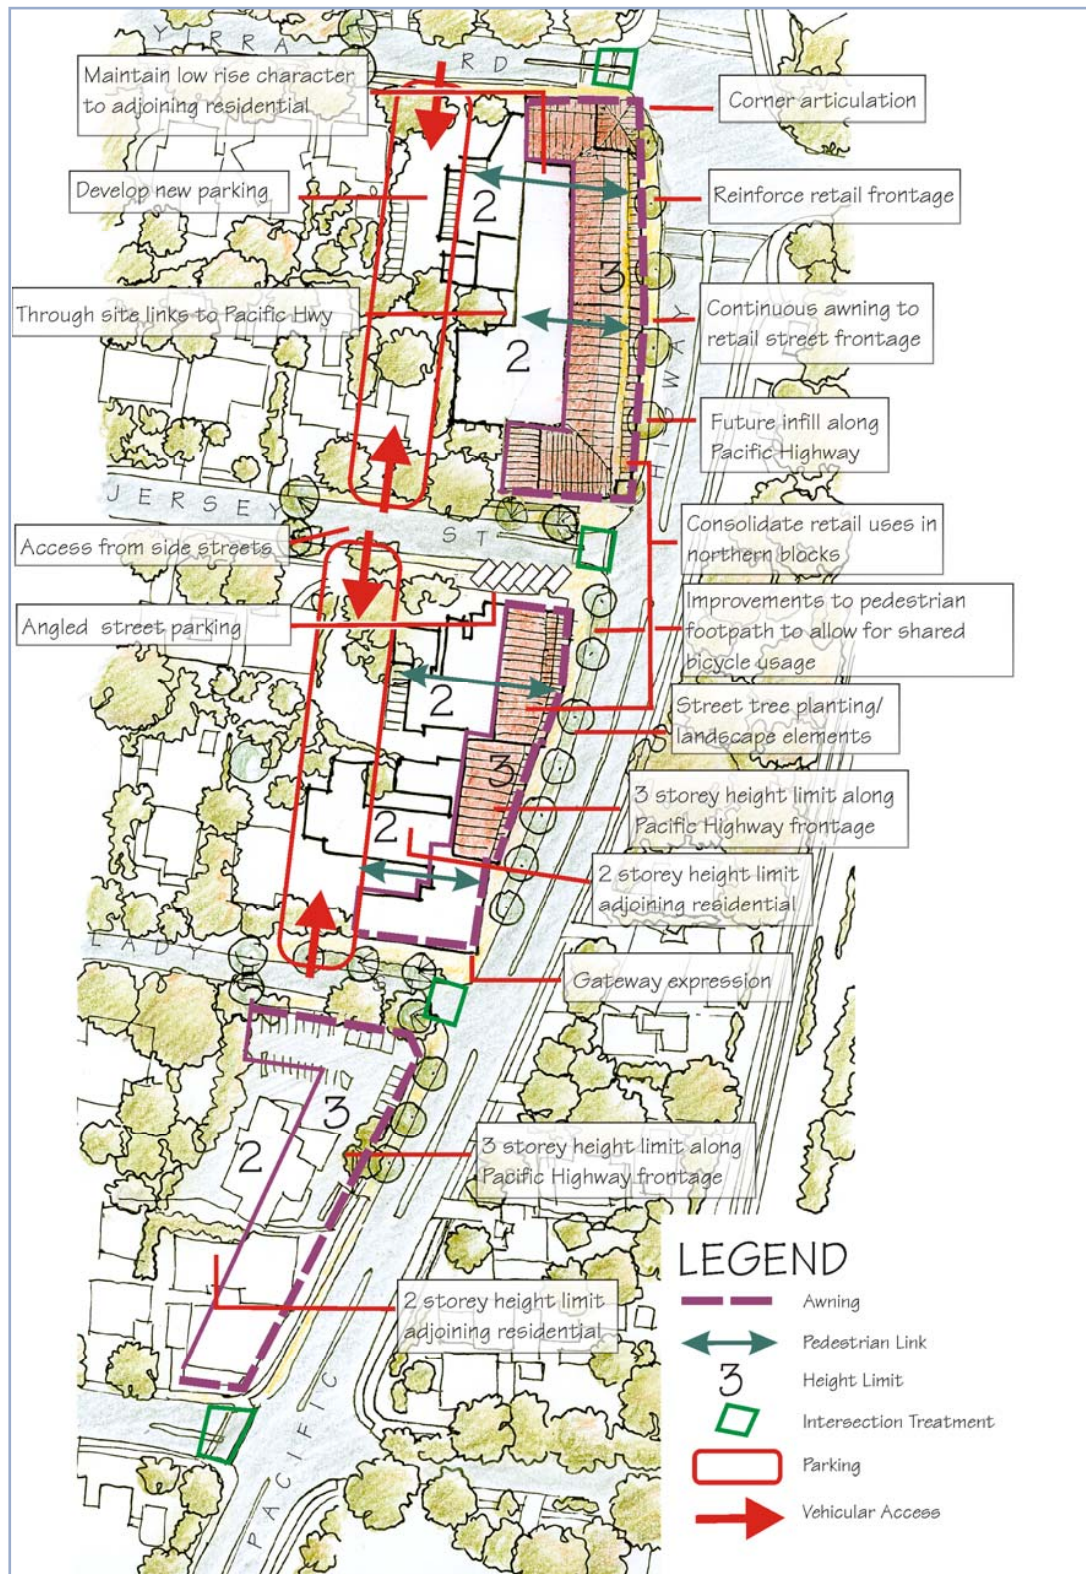 YIRRA
RD
Maintain low rise character
to adjoining residential
Corner articulation
Develop new parking
2
Reinforce retail frontage
3
Through site links to Pacific Hwy
Continuous awning to
retail street frontage
2
HIGHWAY
Future infill along
Pacific Highway
JERSEY
ST
Consolidate retail uses in
northern blocks
Access from side streets
Improvements to pedestrian
footpath to allow for shared
bicycle usage
Angled street parking
2
Street tree planting/
landscape elements
3
3 storey height limit along
Pacific Highway frontage
2
2 storey height limit
adjoining residential
LADY
Gateway expression
3
2
3 storey height limit along
Pacific Highway frontage
2 storey height limit
adjoining residential
PACIFIC
LEGEND
Awning
Pedestrian Link
3
Height Limit
Intersection Treatment
Parking
Vehicular Access